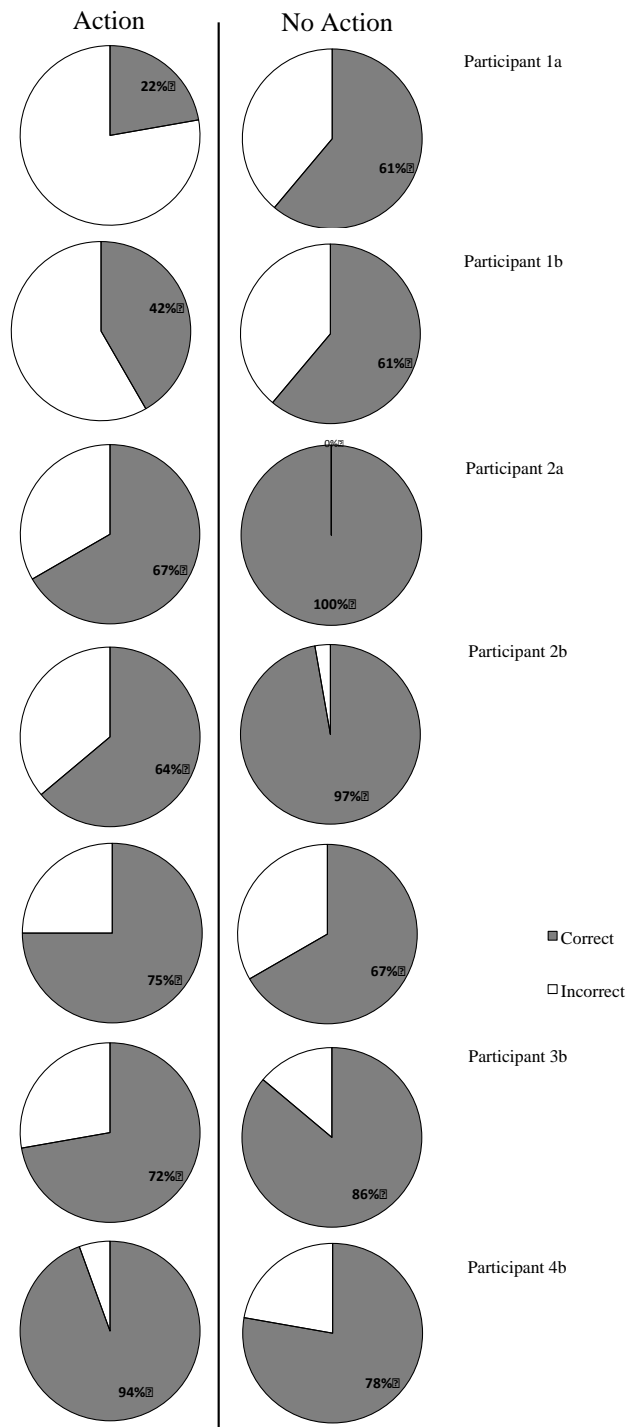 Action
No Action
Participant 1a
22%
61%
Participant 1b
42%
61%
Participant 2a
0%
67%
100%
Participant 2b
64%
97%
75%
67%
Correct
Incorrect
Participant 3b
72%
86%
Participant 4b
94%
78%